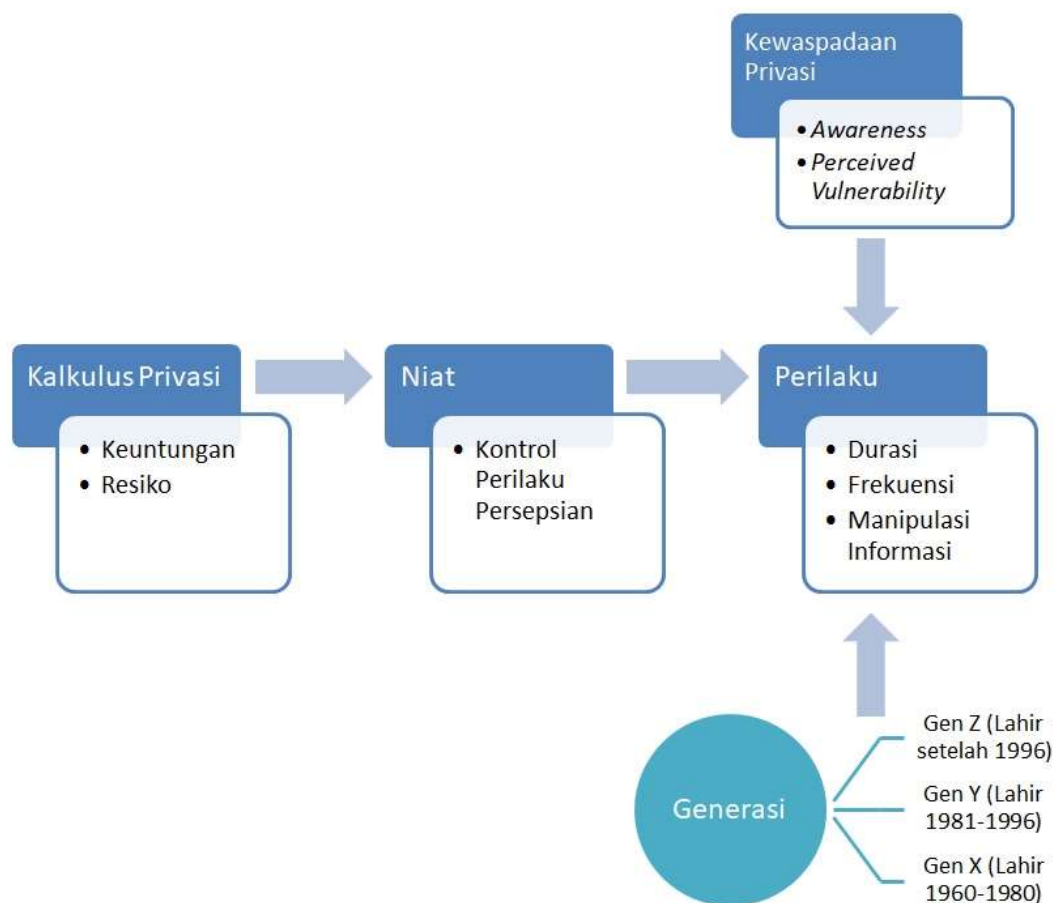 Kewaspadaan
Privasi
• Awareness
• Perceived
Vulnerability
Kalkulus Privasi
• Keuntungan
• Resiko
Niat
• Kontrol
Perilaku
Persepsian
Perilaku
• Durasi
• Frekuensi
• Manipulasi
Informasi
Generasi
Gen Z (Lahir
setelah 1996)
Gen Y (Lahir
1981-1996)
Gen X (Lahir
1960-1980)